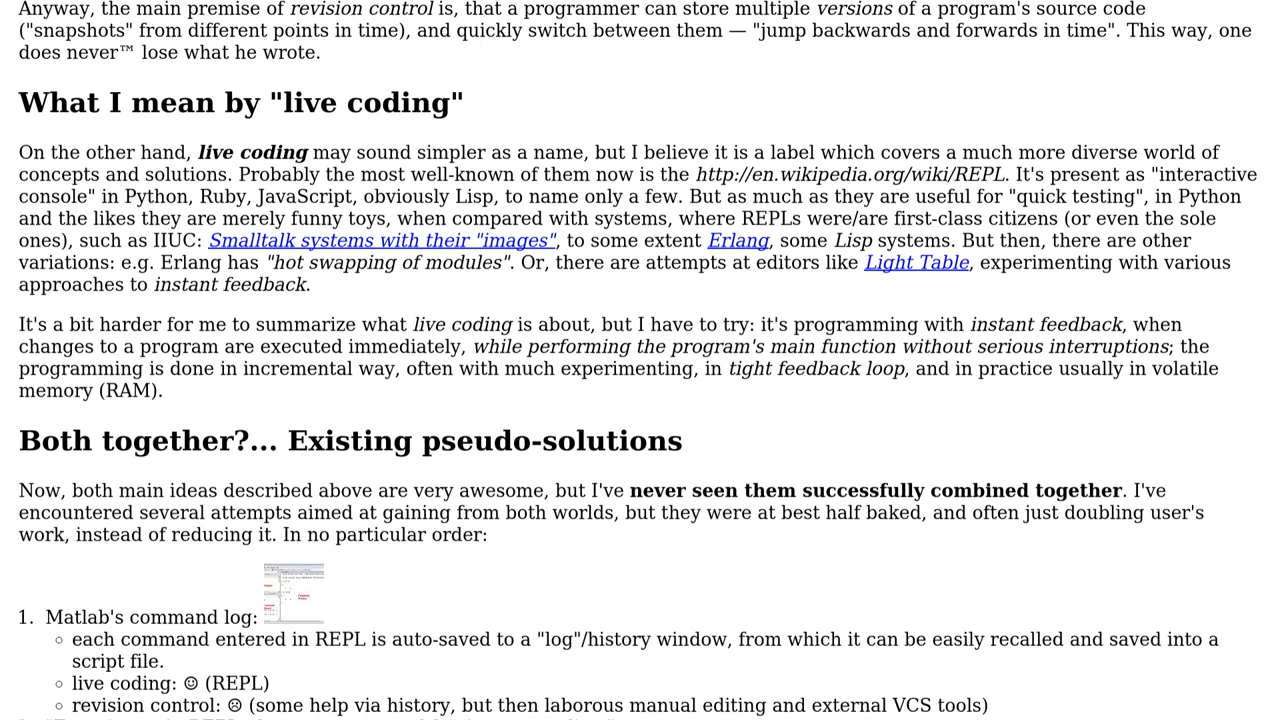 Anyway, the main premise of revision control is, that a programmer can store multiple versions of a program's source code
("snapshots" from different points in time), and quickly switch between them — "jump backwards and forwards in time". This way, one
does never™ lose what he wrote.
What I mean by "live coding"
On the other hand, live coding may sound simpler as a name, but I believe it is a label which covers a much more diverse world of
concepts and solutions. Probably the most well-known of them now is the http://en.wikipedia.org/wiki/REPL. It's present as "interactive
console" in Python, Ruby, JavaScript, obviously Lisp, to name only a few. But as much as they are useful for "quick testing", in Python
and the likes they are merely funny toys, when compared with systems, where REPLs were/are first-class citizens (or even the sole
ones), such as IIUC: Smalltalk systems with their "images", to some extent Erlang, some Lisp systems. But then, there are other
variations: e.g. Erlang has "hot swapping of modules". Or, there are attempts at editors like Light Table, experimenting with various
approaches to instant feedback.
It's a bit harder for me to summarize what live coding is about, but I have to try: it's programming with instant feedback, when
changes to a program are executed immediately, while performing the program's main function without serious interruptions; the
programming is done in incremental way, often with much experimenting, in tight feedback loop, and in practice usually in volatile
memory (RAM).
Both together?... Existing pseudo-solutions
Now, both main ideas described above are very awesome, but I've never seen them successfully combined together. I've
encountered several attempts aimed at gaining from both worlds, but they were at best half baked, and often just doubling user's
work, instead of reducing it. In no particular order:
1. Matlab's command log:
◦ each command entered in REPL is auto-saved to a "log"/history window, from which it can be easily recalled and saved into a
script file.
◦ live coding: ☺ (REPL)
◦ revision control: ☹ (some help via history, but then laborous manual editing and external VCS tools)